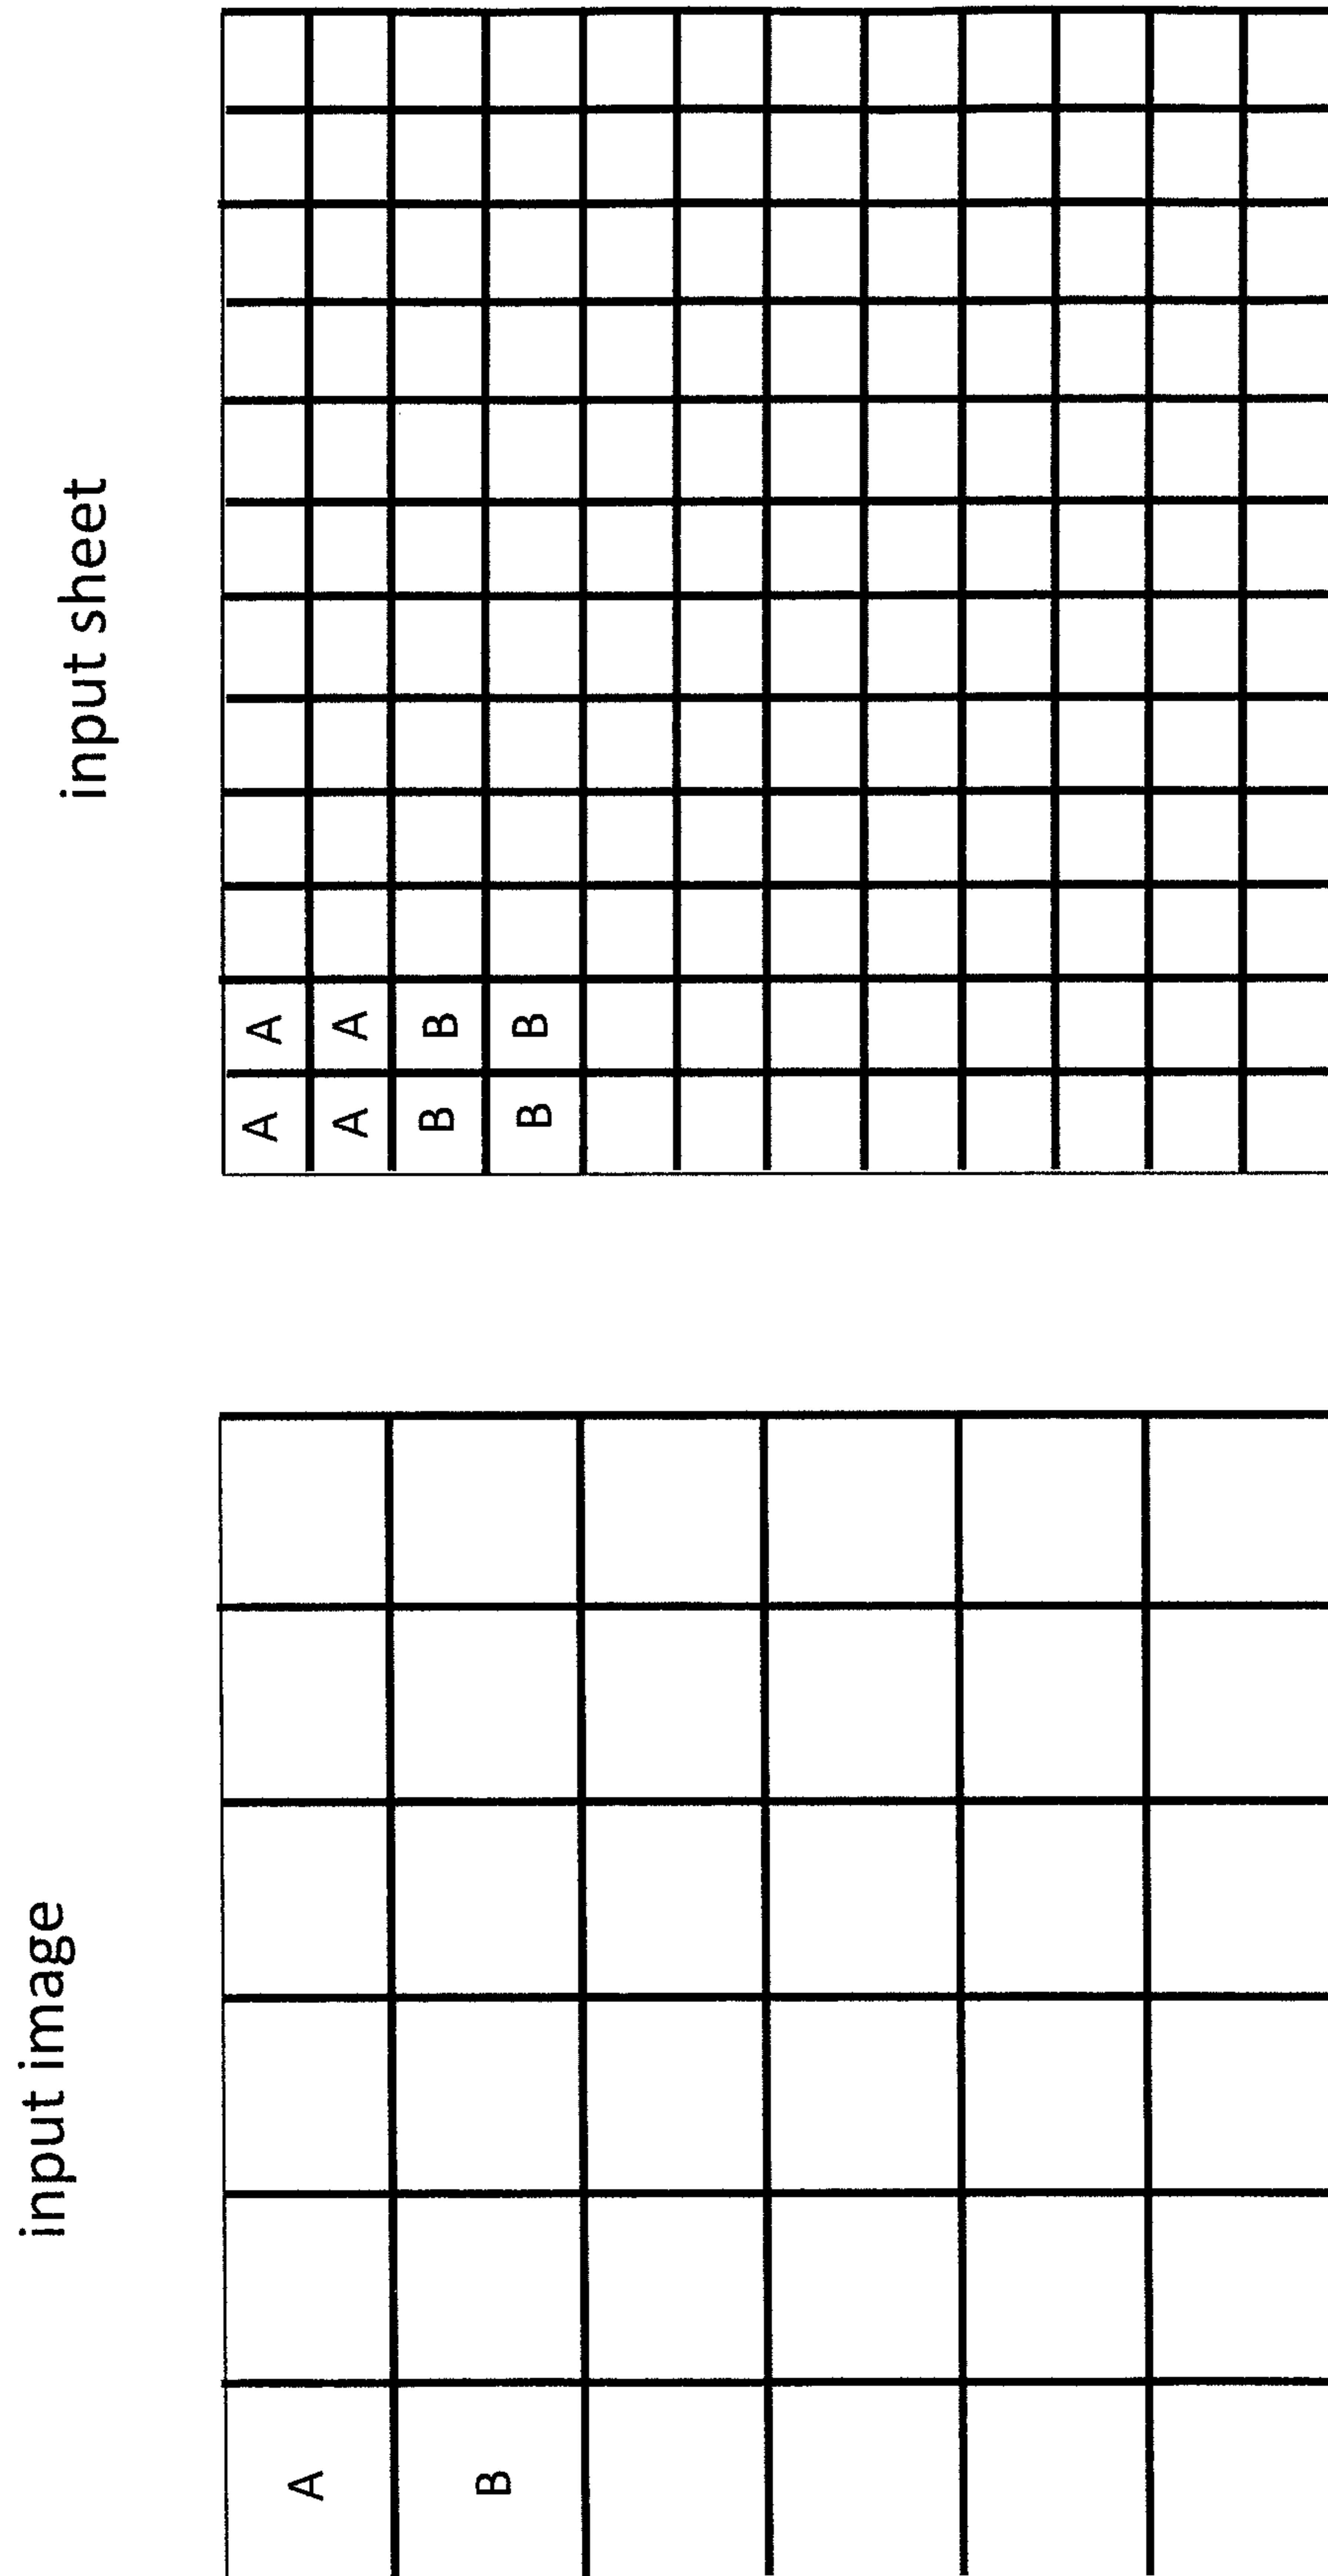 input image
A
B
input sheet
A A
A A
B B
B B